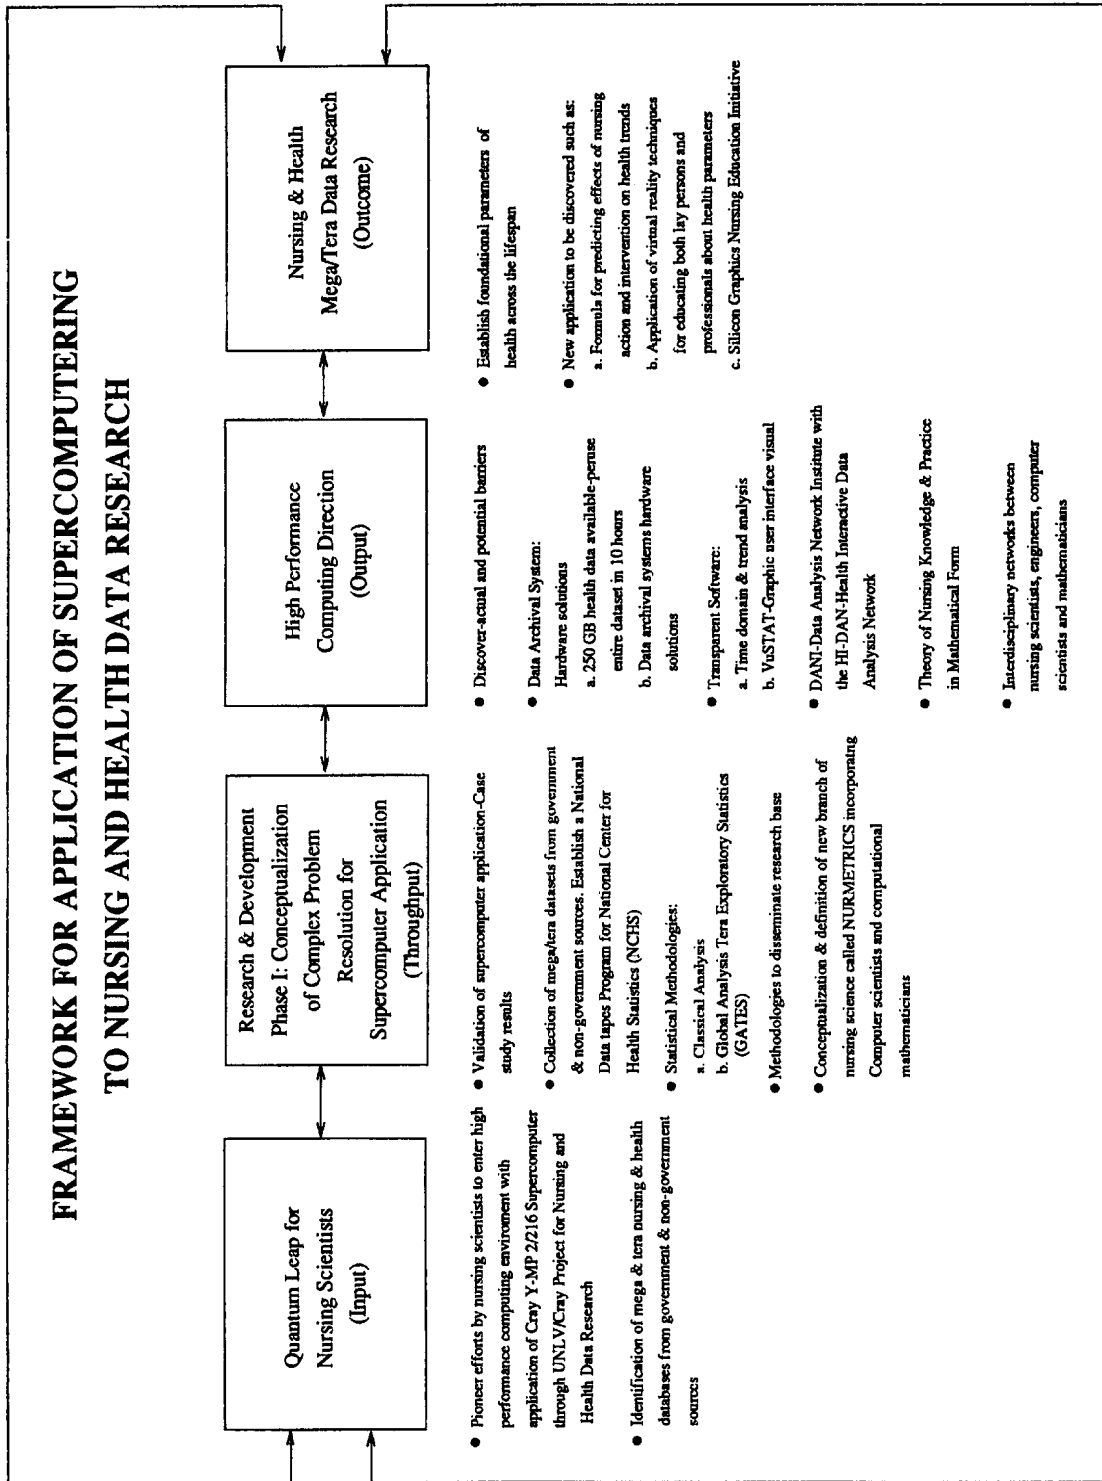 FRAMEWORK FOR APPLICATION OF SUPERCOMPUTERING
TO NURSING AND HEALTH DATA RESEARCH
Quantum Leap for
Nursing Scientists
(Input)
● Pioneer efforts by nursing scientists to enter high
performance computing enviroment with
application of Cray Y-MP 2/216 Supercomputer
through UNLV/Cray Project for Nursing and
Health Data Research
● Identification of mega & tera nursing & health
databases from government & non-government
sources
Research & Development
Phase I: Conceptualization
of Complex Problem
Resolution for
Supercomputer Application
(Throughput)
● Validation of supercomputer application-Case
study results
● Collection of mega/tera datasets from government
& non-government sources. Establish a National
Data tapes Program for National Center for
Health Statistics (NCHS)
● Statistical Methodologies:
a. Classical Analysis
b. Global Analysis Tera Exploratory Statistics
(GATES)
● Methodologies to disseminate research base
● Conceptualization & definition of new branch of
nursing science called NURMETRICS incorporaing
Computer scientists and computational
mathematicians
High Performance
Computing Direction
(Output)
● Discover-actual and potential barriers
● Data Archival System:
Hardware solutions
a. 250 GB health data available-peruse
entire dataset in 10 hours
b. Data archival systems hardware
solutions
● Transparent Software:
a. Time domain & trend analysis
b. VuSTAT-Graphic user interface visual
● DANI-Data Analysis Network Institute with
the HI-DAN-Health Interactive Data
Analysis Network
● Theory of Nursing Knowledge & Practice
in Mathematical Form
● Interdisciplinary networks between
nursing scientists, engineers, computer
scientists and mathematicians
Nursing & Health
Mega/Tera Data Research
(Outcome)
● Establish foundational parameters of
health across the lifespan
● New application to be discovered such as:
a. Formula for predicting effects of nursing
action and intervention on health trends
b. Application of virtual reality techniques
for educating both lay persons and
professionals about health parameters
c. Silicon Graphics Nursing Education Initiative